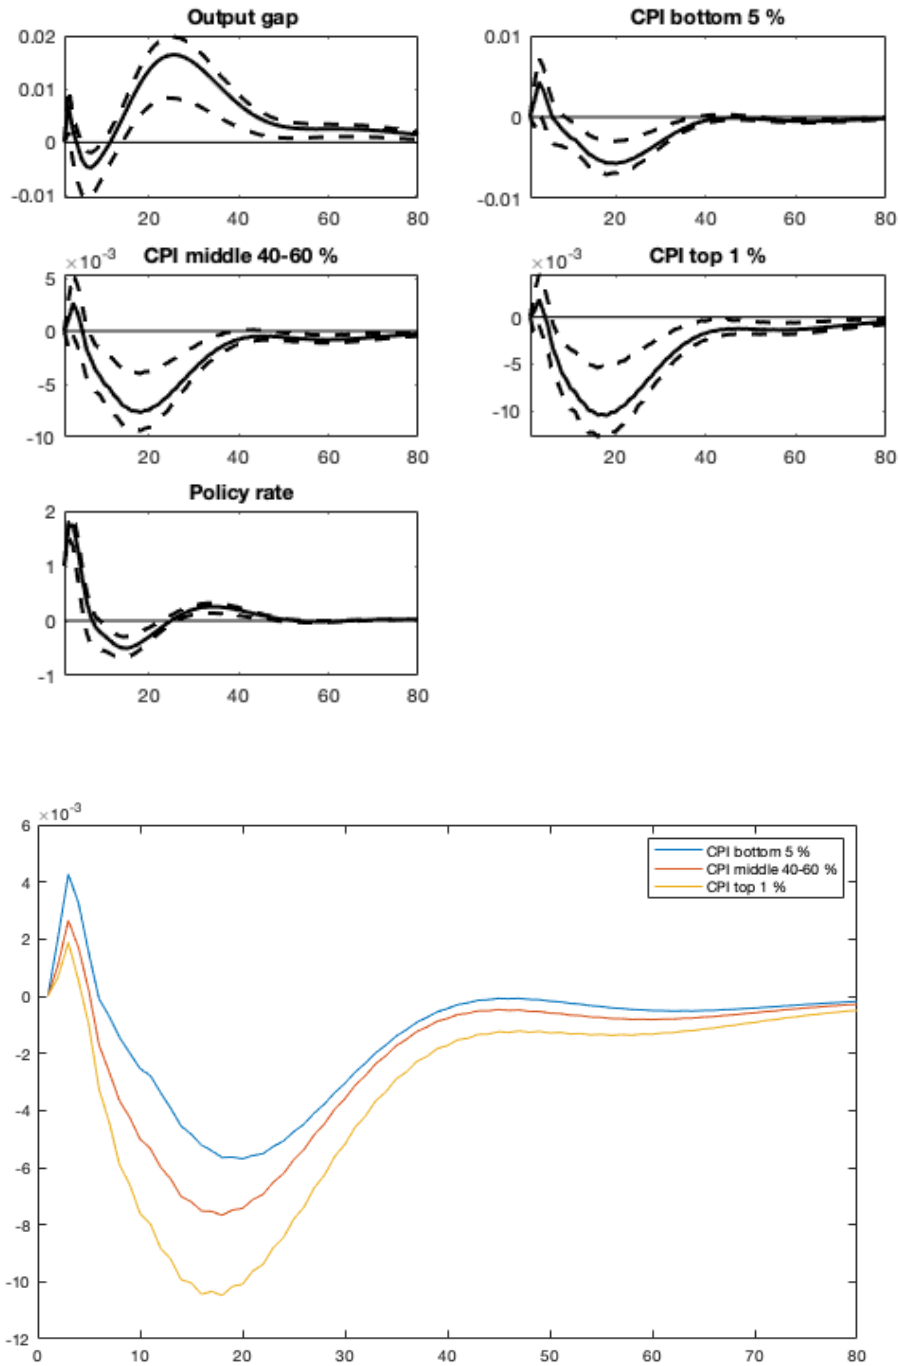 Output gap
0.02
0.01
0
-0.01
20 40 60 80
CPI bottom 5 %
0.01
0
-0.01
20 40 60 80
CPI middle 40-60 %
×10-3
5
0
-5
-10
20 40 60 80
CPI top 1 %
×10-3
0
-5
-10
20 40 60 80
Policy rate
2
1
0
-1
20 40 60 80
×10-3
6
4
2
0
-2
-4
-6
-8
-10
-12
0 10 20 30 40 50 60 70 80
CPI bottom 5 %
CPI middle 40-60 %
CPI top 1 %